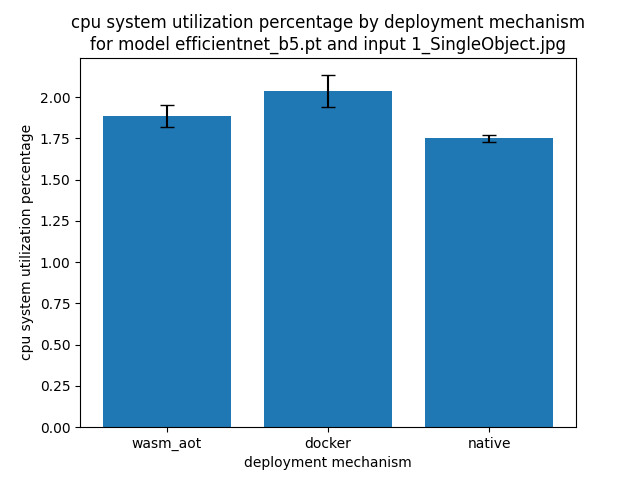 cpu system utilization percentage by deployment mechanism
for model efficientnet_b5.pt and input 1_SingleObject.jpg
cpu system utilization percentage
2.00
1.75
1.50
1.25
1.00
0.75
0.50
0.25
0.00
wasm_aot
docker
native
deployment mechanism